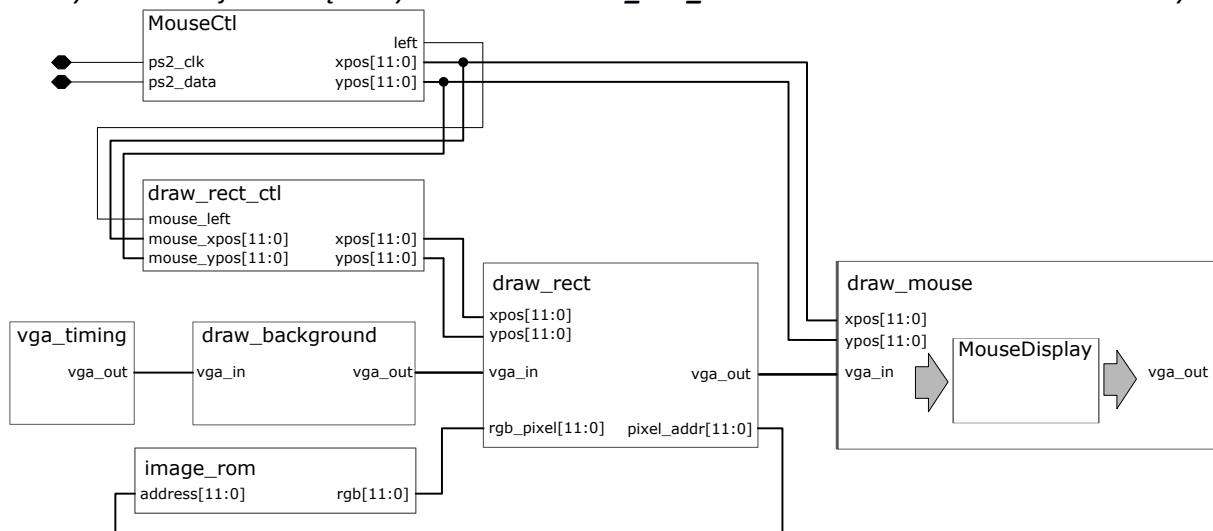 MouseCtl
left
ps2_clk xpos[11:0]
ps2_data ypos[11:0]
draw_rect_ctl
mouse_left
mouse_xpos[11:0] xpos[11:0]
mouse_ypos[11:0] ypos[11:0]
draw_rect
xpos[11:0]
ypos[11:0]
vga_in
vga_out
rgb_pixel[11:0] pixel_addr[11:0]
draw_mouse
xpos[11:0]
ypos[11:0]
MouseDisplay
vga_in
vga_out
vga_timing
vga_out
draw_background
vga_in vga_out
image_rom
address[11:0] rgb[11:0]